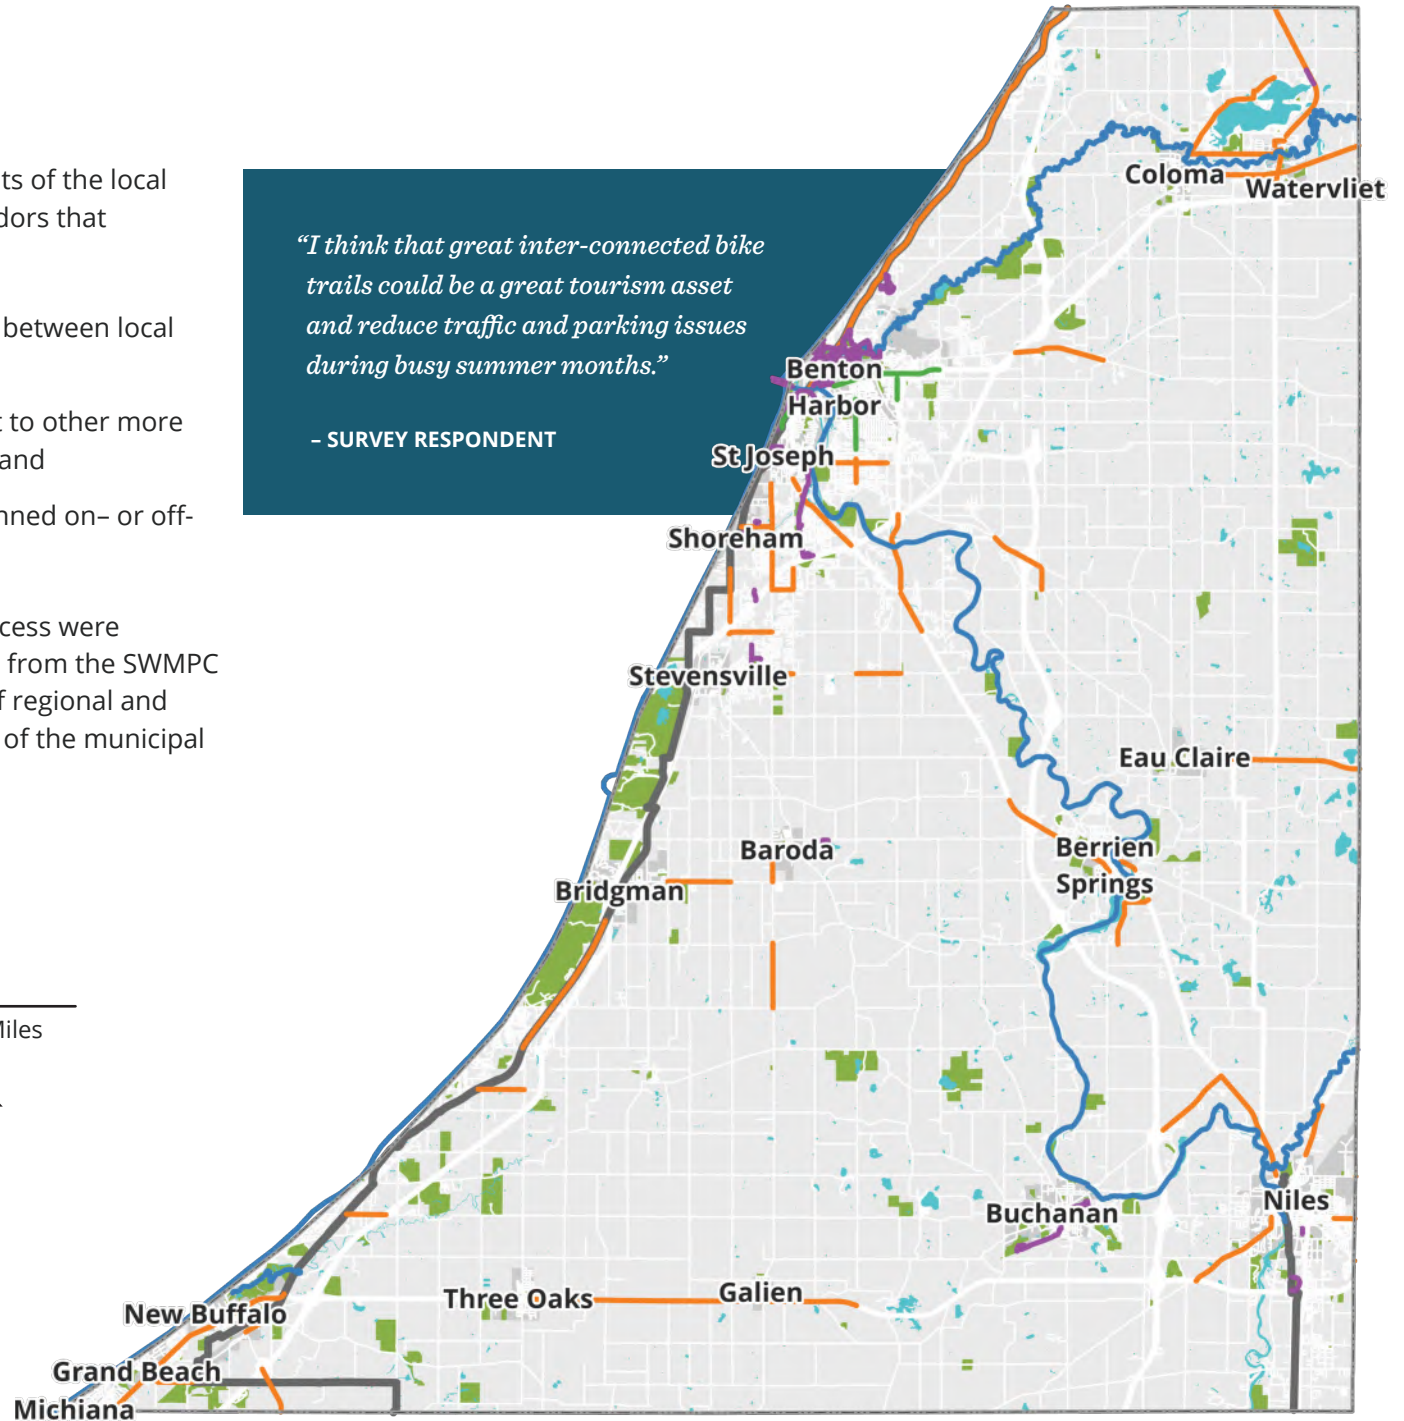 ts of the local
dors that
between local
t to other more
and
nned on– or off-
cess were
from the SWMPC
f regional and
of the municipal
Miles
“I think that great inter-connected bike
trails could be a great tourism asset
and reduce traffic and parking issues
during busy summer months.”
– SURVEY RESPONDENT
Coloma
Watervliet
Benton
Harbor
St Joseph
Shoreham
Stevensville
Eau Claire
Baroda
Berrien
Springs
Bridgman
Buchanan
Niles
Three Oaks
Galien
New Buffalo
Grand Beach
Michiana